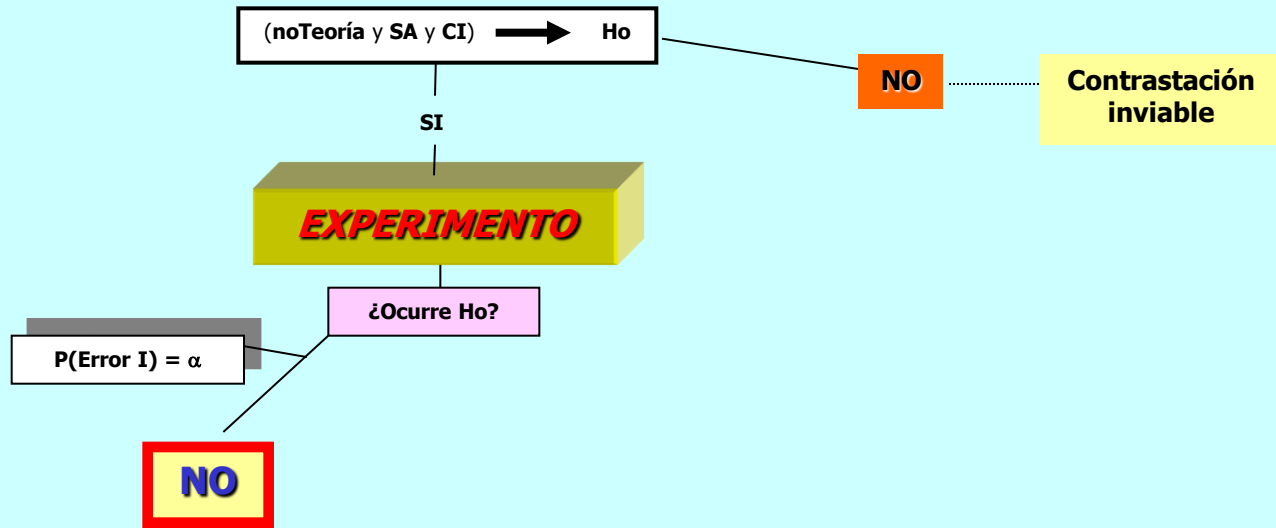 (noTeoría y SA y CI) Ho
NO
Contrastación
inviable
SI
EXPERIMENTO
¿Ocurre Ho?
P(Error I) = α
NO